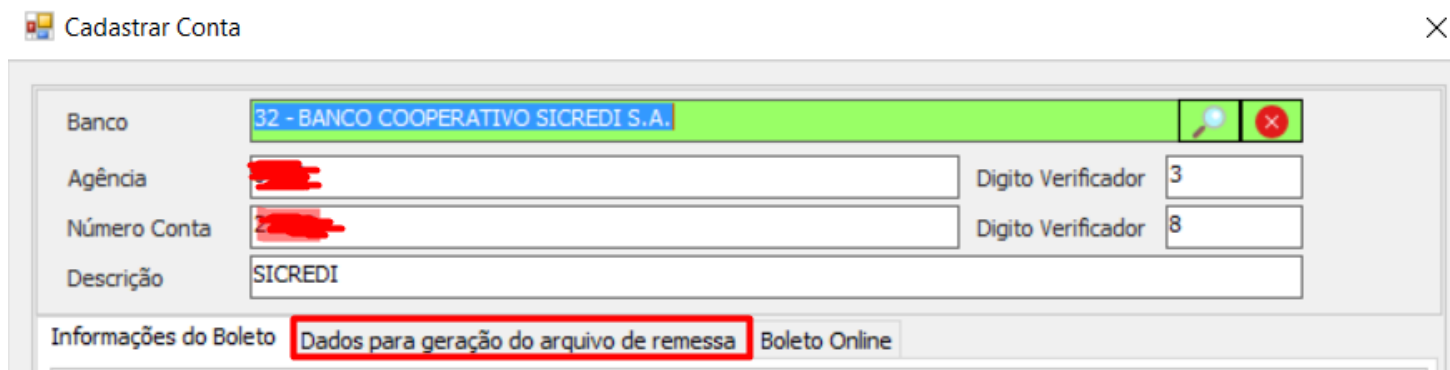 Cadastrar Conta
Banco 32 - BANCO COOPERATIVO SICREDI S.A.
Agência Digito Verificador 3
Número Conta Digito Verificador 8
Descrição SICREDI
Informações do Boleto Dados para geração do arquivo de remessa Boleto Online